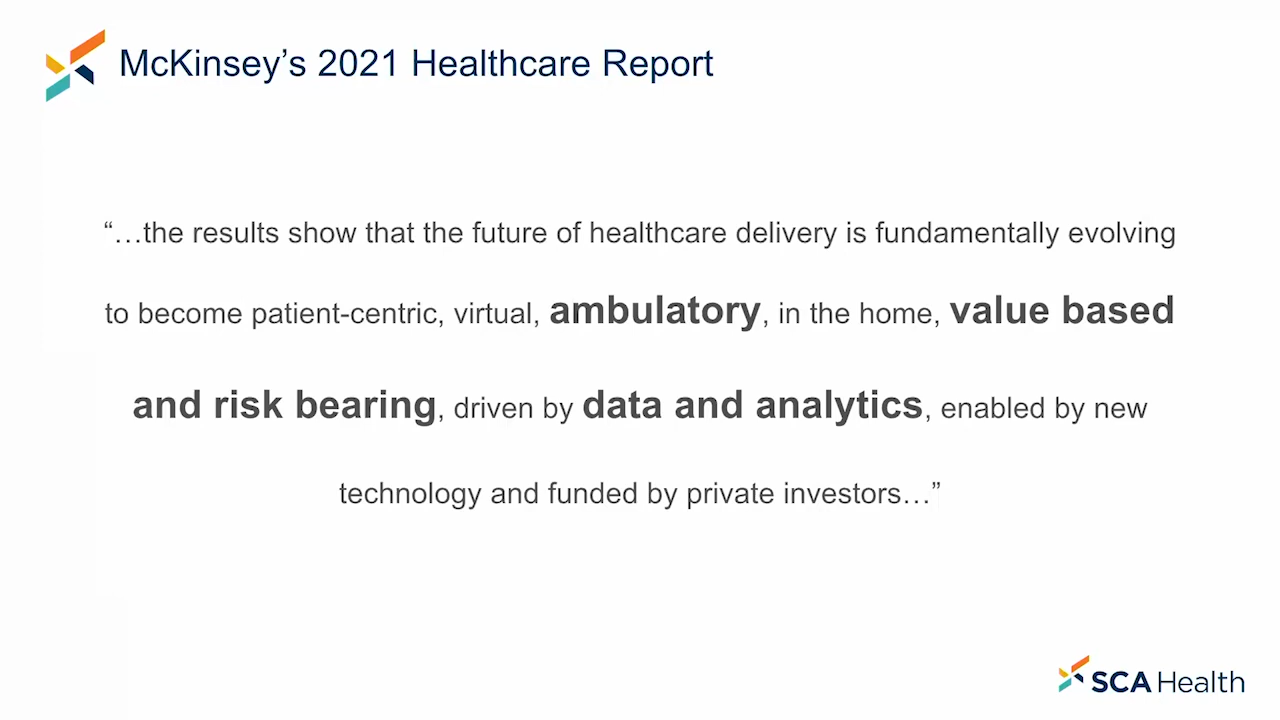 McKinsey’s 2021 Healthcare Report
“…the results show that the future of healthcare delivery is fundamentally evolving
to become patient-centric, virtual, ambulatory, in the home, value based
and risk bearing, driven by data and analytics, enabled by new
technology and funded by private investors…”
SCA Health